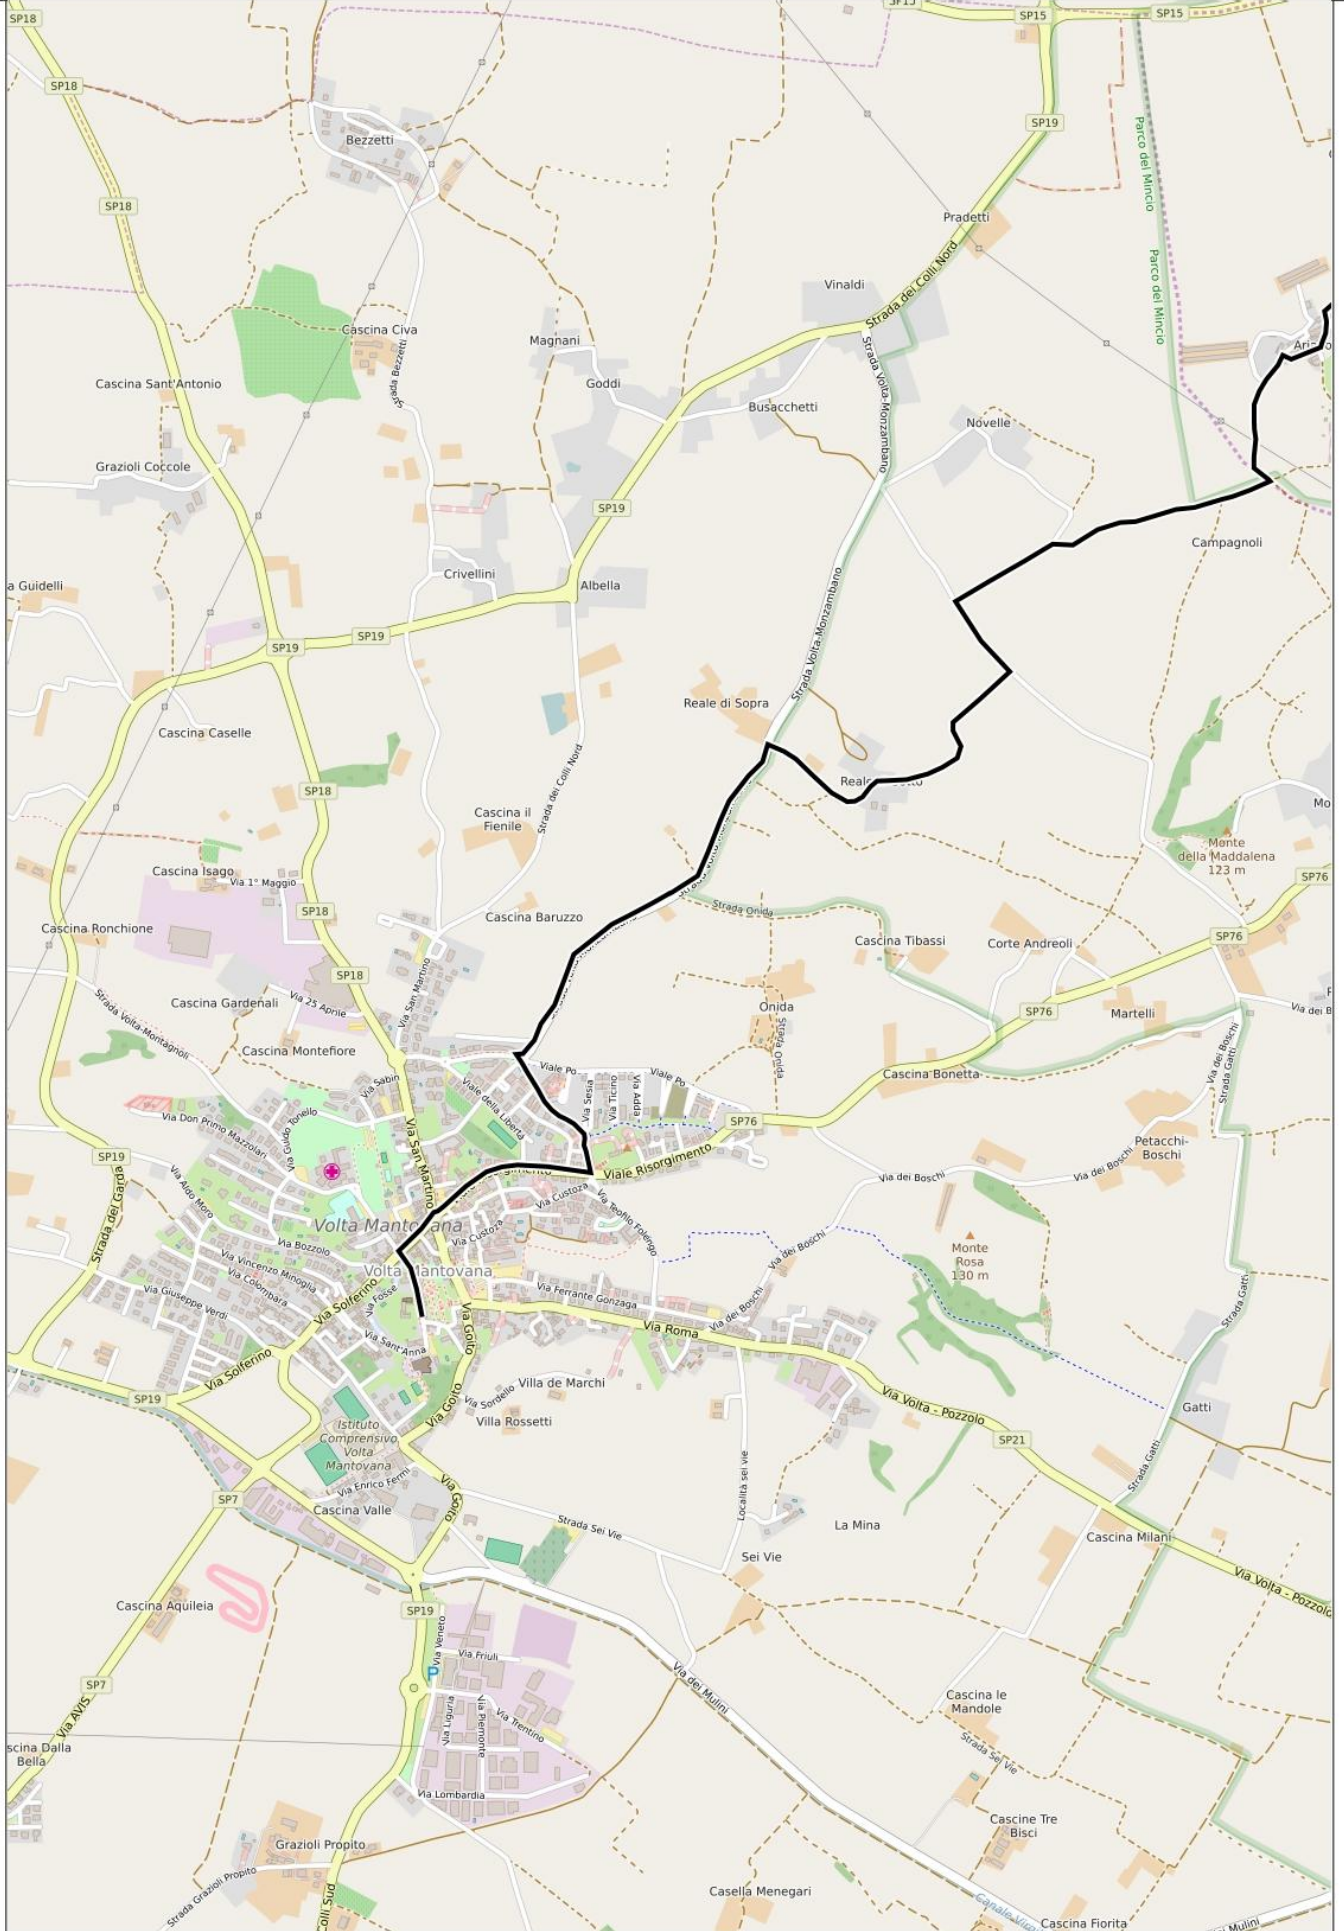 SP18
SP15
SP15
SP18
SP19
Bezzetti
Parco del Mincio
SP18
Pradetti
Parco del Mincio
Strada dei Colli Nord
Vinaldi
Cascina Civa
Magnani
Strada Bezzetti
Strada Volta-Monzambano
Cascina Sant'Antonio
Goddi
Busacchetti
Novelle
Grazioli Coccole
SP19
Campagnoli
Crivellini
Albella
a Guidelli
Strada Volta-Monzambano
SP19
SP19
Reale di Sopra
Cascina Caselle
Strada dei Colli Nord
SP18
Cascina il
Fienile
Monte
della Maddalena
123 m
Mo
Cascina Isago
Via 1° Maggio
SP76
SP18
Strada Onida
Cascina Baruzzo
Cascina Ronchione
Cascina Tibassi
Corte Andreoli
SP76
SP18
Via San Martino
Cascina Gardenali
Via 25 Aprile
Strada Volta-Montagnoli
Onida
Strada Onida
SP76
Martelli
Via dei B
Cascina Montefiore
Viale Po
Viale Po
Cascina Bonetta
Via dei Boschi
Strada Gatti
Via Sabin
Viale della Libertà
Via Sesia
Via Ticino
Via Adda
Via Don Primo Mazzolari
Via Guido Tonello
Via San Martino
SP76
Petacchi-
Boschi
SP19
Viale Risorgimento
Via dei Boschi
Via dei Boschi
Via Aldo Moro
Via Custoza
Via Teofilo Folengo
Strada del Garda
Volta Mantovana
Via Custoza
Via Bozzolo
Via dei Boschi
Monte
Rosa
130 m
Volta Mantovana
Via Vincenzo Minoglia
Via Colombara
Via Giuseppe Verdi
Via Fosse
Via Solferino
Via Ferrante Gonzaga
Via dei Boschi
Strada Gatti
Via Goito
Via Roma
Via Sant'Anna
Via Solferino
Villa de Marchi
Via Sordello
SP19
Via Goito
Villa Rossetti
Via Volta - Pozzolo
Gatti
Istituto
Comprensivo
Volta
Mantovana
SP21
Località sei vie
Strada Gatti
Via Enrico Fermi
SP7
Cascina Valle
Via Goito
Strada Sei Vie
La Mina
Cascina Milani
Sei Vie
Via Volta - Pozzolo
Cascina Aquileia
SP19
Via Veneto
Via Friuli
P
SP7
Via dei Mulini
Cascina le
Mandole
Via AVIS
Via Liguria
Via Piemonte
Via Trentino
Strada Sei Vie
scina Dalla
Bella
Via Lombardia
Cascine Tre
Bisci
Grazioli Propito
Strada Grazioli Propito
Casella Menegari
olli Sud
Cascina Fiorita
Mulini